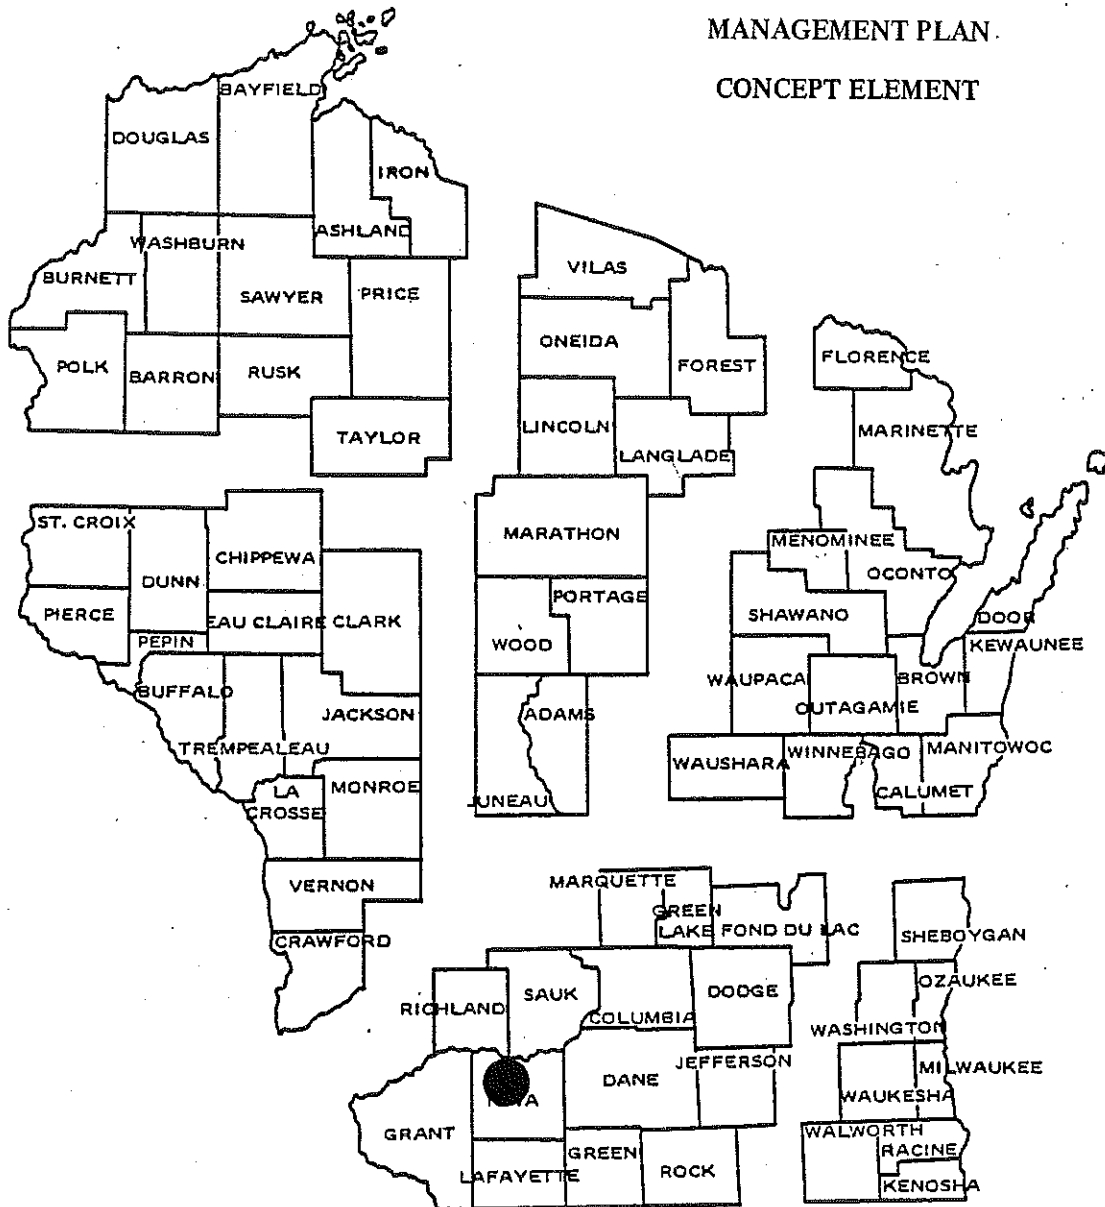 MANAGEMENT PLAN
CONCEPT ELEMENT
BAYFIELD
DOUGLAS
IRON
ASHLAND
WASHBURN
BURNETT
SAWYER
PRICE
POLK
BARRON
RUSK
TAYLOR
VILAS
ONEIDA
FOREST
LINCOLN
LANGLADE
FLORENCE
MARINETTE
ST. CROIX
CHIPPEWA
DUNN
PIERCE
EAU CLAIRE
CLARK
PEPIN
BUFFALO
JACKSON
TREMPEALEAU
LA
CROSSE
MONROE
VERNON
CRAWFORD
MARATHON
PORTAGE
WOOD
ADAMS
JUNEAU
MENOMINEE
OCONTO
SHAWANO
DOOR
KEWAUNEE
WAUPACA
BROWN
OUTAGAMIE
WAUSHARA
WINNEBAGO
MANITOWOC
CALUMET
MARQUETTE
GREEN
LAKE
FOND DU LAC
SAUK
RICHLAND
COLUMBIA
DODGE
DANE
JEFFERSON
GRANT
LAFAYETTE
GREEN
ROCK
SHEBOYGAN
OZAUKEE
WASHINGTON
MILWAUKEE
WAUKESHA
WALWORTH
RACINE
KENOSHA